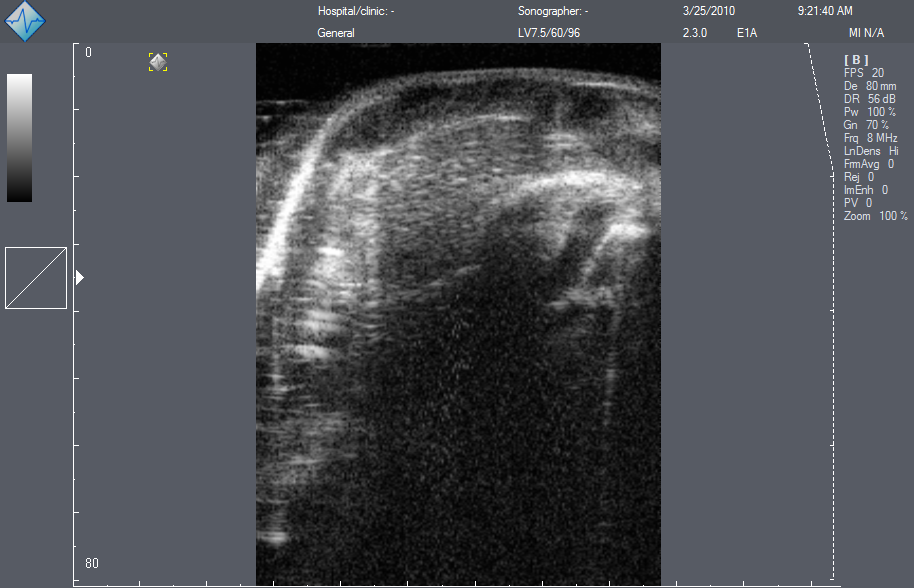 Hospital/clinic: - Sonographer: - 3/25/2010 9:21:40 AM
General LV7.5/60/96 2.3.0 E1A MI N/A
0
[ B ]
FPS 20
De 80 mm
DR 56 dB
Pw 100 %
Gn 70 %
Frq 8 MHz
LnDens Hi
FrmAvg 0
Rej 0
ImEnh 0
PV 0
Zoom 100 %
80